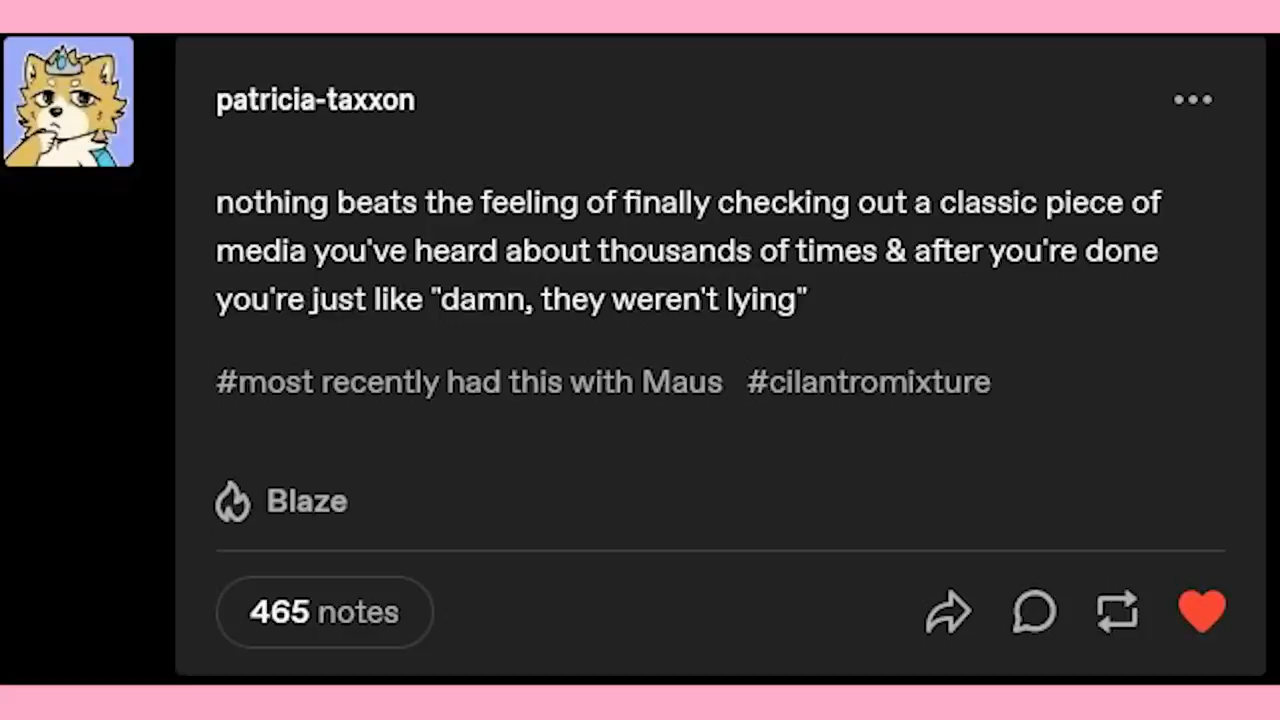 patricia-taxxon
nothing beats the feeling of finally checking out a classic piece of
media you've heard about thousands of times & after you're done
you're just like "damn, they weren't lying"
#most recently had this with Maus #cilantromixture
Blaze
465 notes